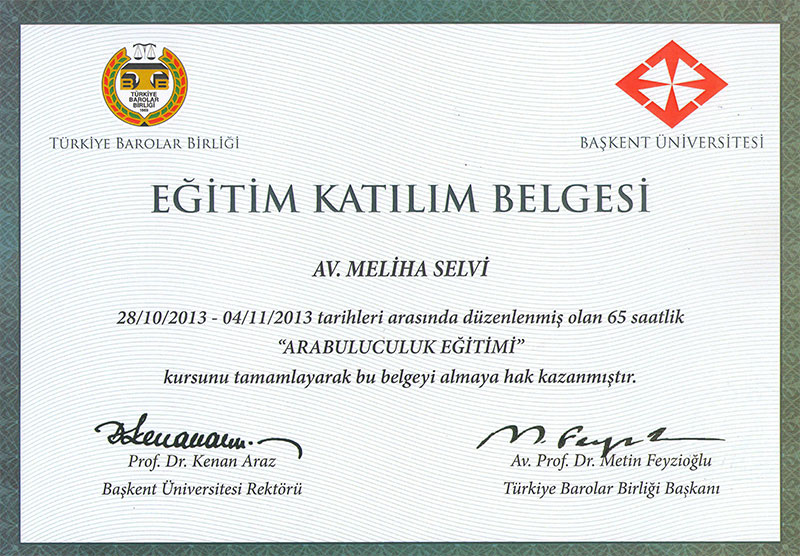 TÜRKİYE
BAROLAR
BİRLİĞİ
1969
TÜRKİYE BAROLAR BİRLİĞİ
BAŞKENT ÜNİVERSİTESİ
EĞİTİM KATILIM BELGESİ
AV. MELİHA SELVİ
28/10/2013 - 04/11/2013 tarihleri arasında düzenlenmiş olan 65 saatlik
“ARABULUCULUK EĞİTİMİ”
kursunu tamamlayarak bu belgeyi almaya hak kazanmıştır.
Prof. Dr. Kenan Araz
Başkent Üniversitesi Rektörü
Av. Prof. Dr. Metin Feyzioğlu
Türkiye Barolar Birliği Başkanı